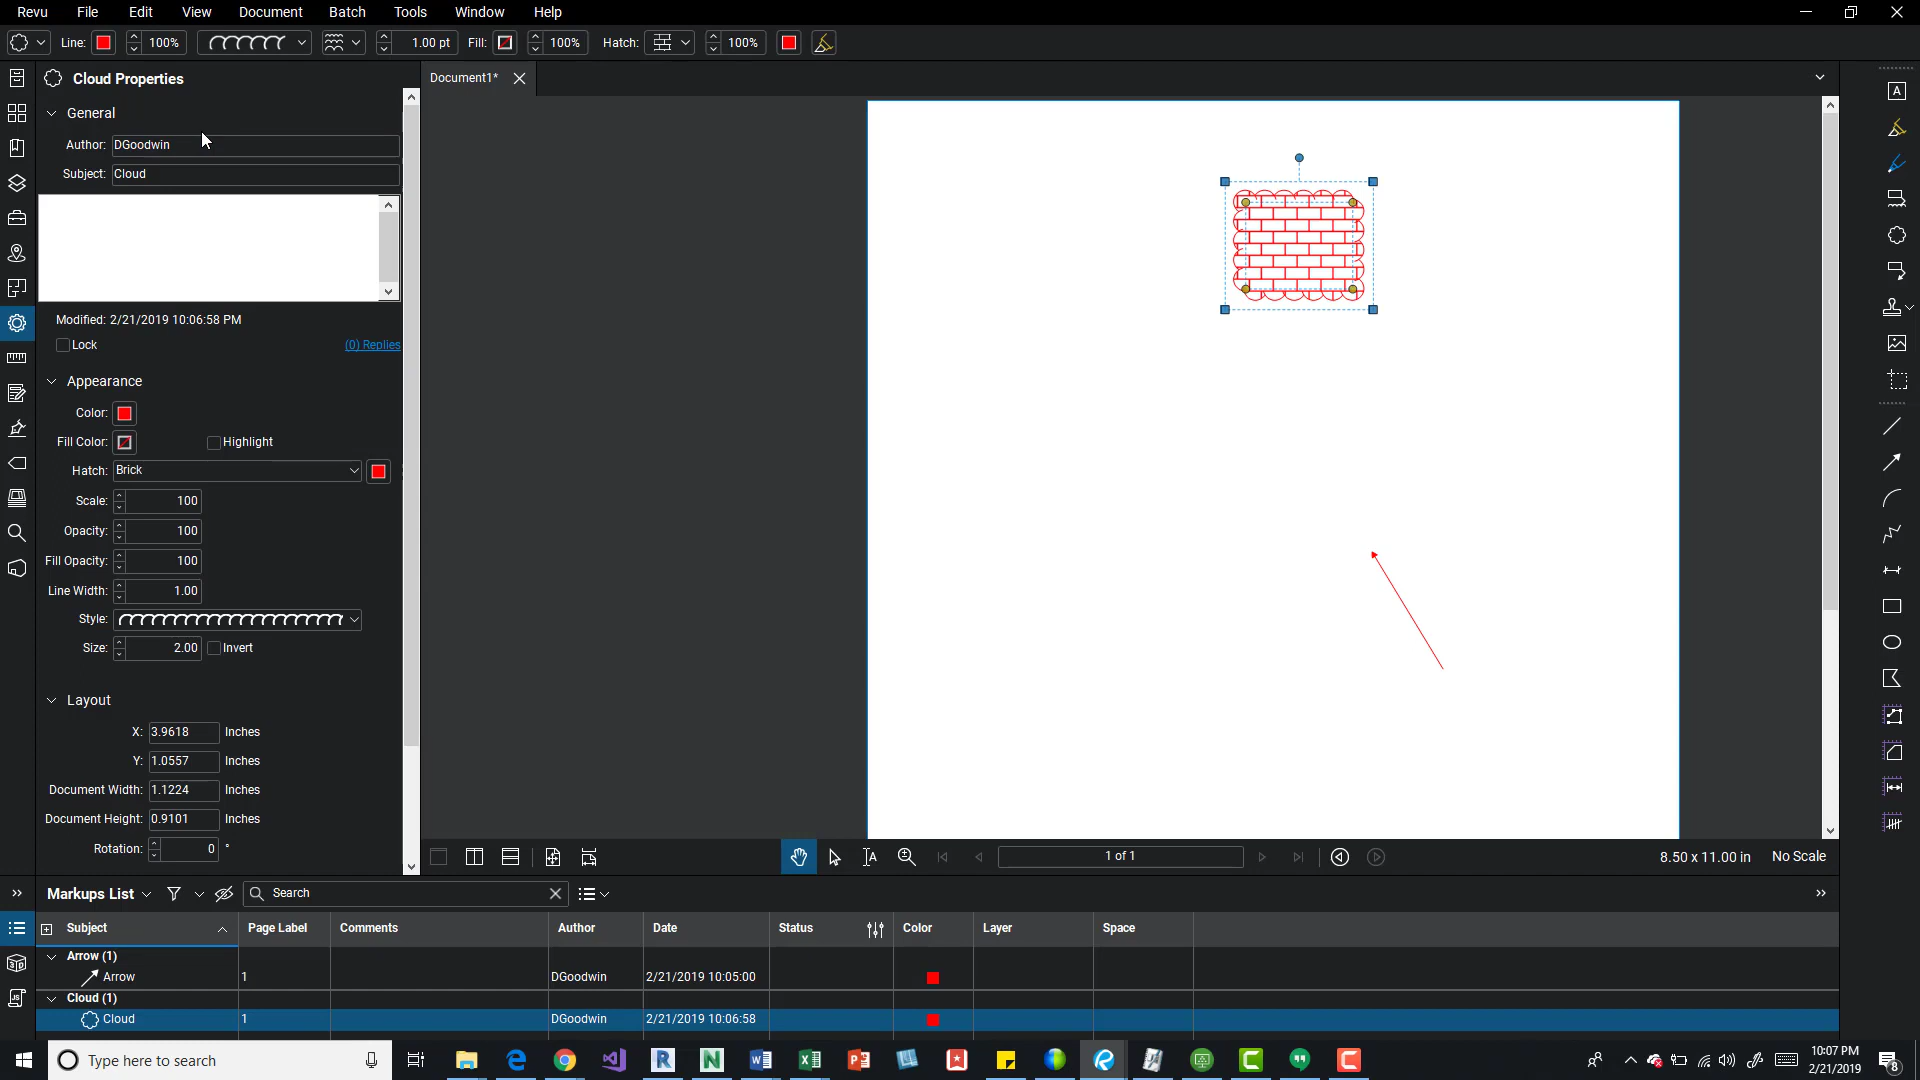 Revu File Edit View Document Batch Tools Window Help
Line: 100% 1.00 pt Fill: 100% Hatch: 100%
Cloud Properties
Document1*
General
Author: DGoodwin
Subject: Cloud
Modified: 2/21/2019 10:06:58 PM
Lock (0) Replies
Appearance
Color:
Fill Color: Highlight
Hatch: Brick
Scale: 100
Opacity: 100
Fill Opacity: 100
Line Width: 1.00
Style:
Size: 2.00 Invert
Layout
X: 3.9618 Inches
Y: 1.0557 Inches
Document Width: 1.1224 Inches
Document Height: 0.9101 Inches
Rotation: 0 °
1 of 1 8.50 x 11.00 in No Scale
Markups List Search
Subject Page Label Comments Author Date Status Color Layer Space
Arrow (1)
Arrow 1 DGoodwin 2/21/2019 10:05:00
Cloud (1)
Cloud 1 DGoodwin 2/21/2019 10:06:58
Type here to search
10:07 PM
2/21/2019
8